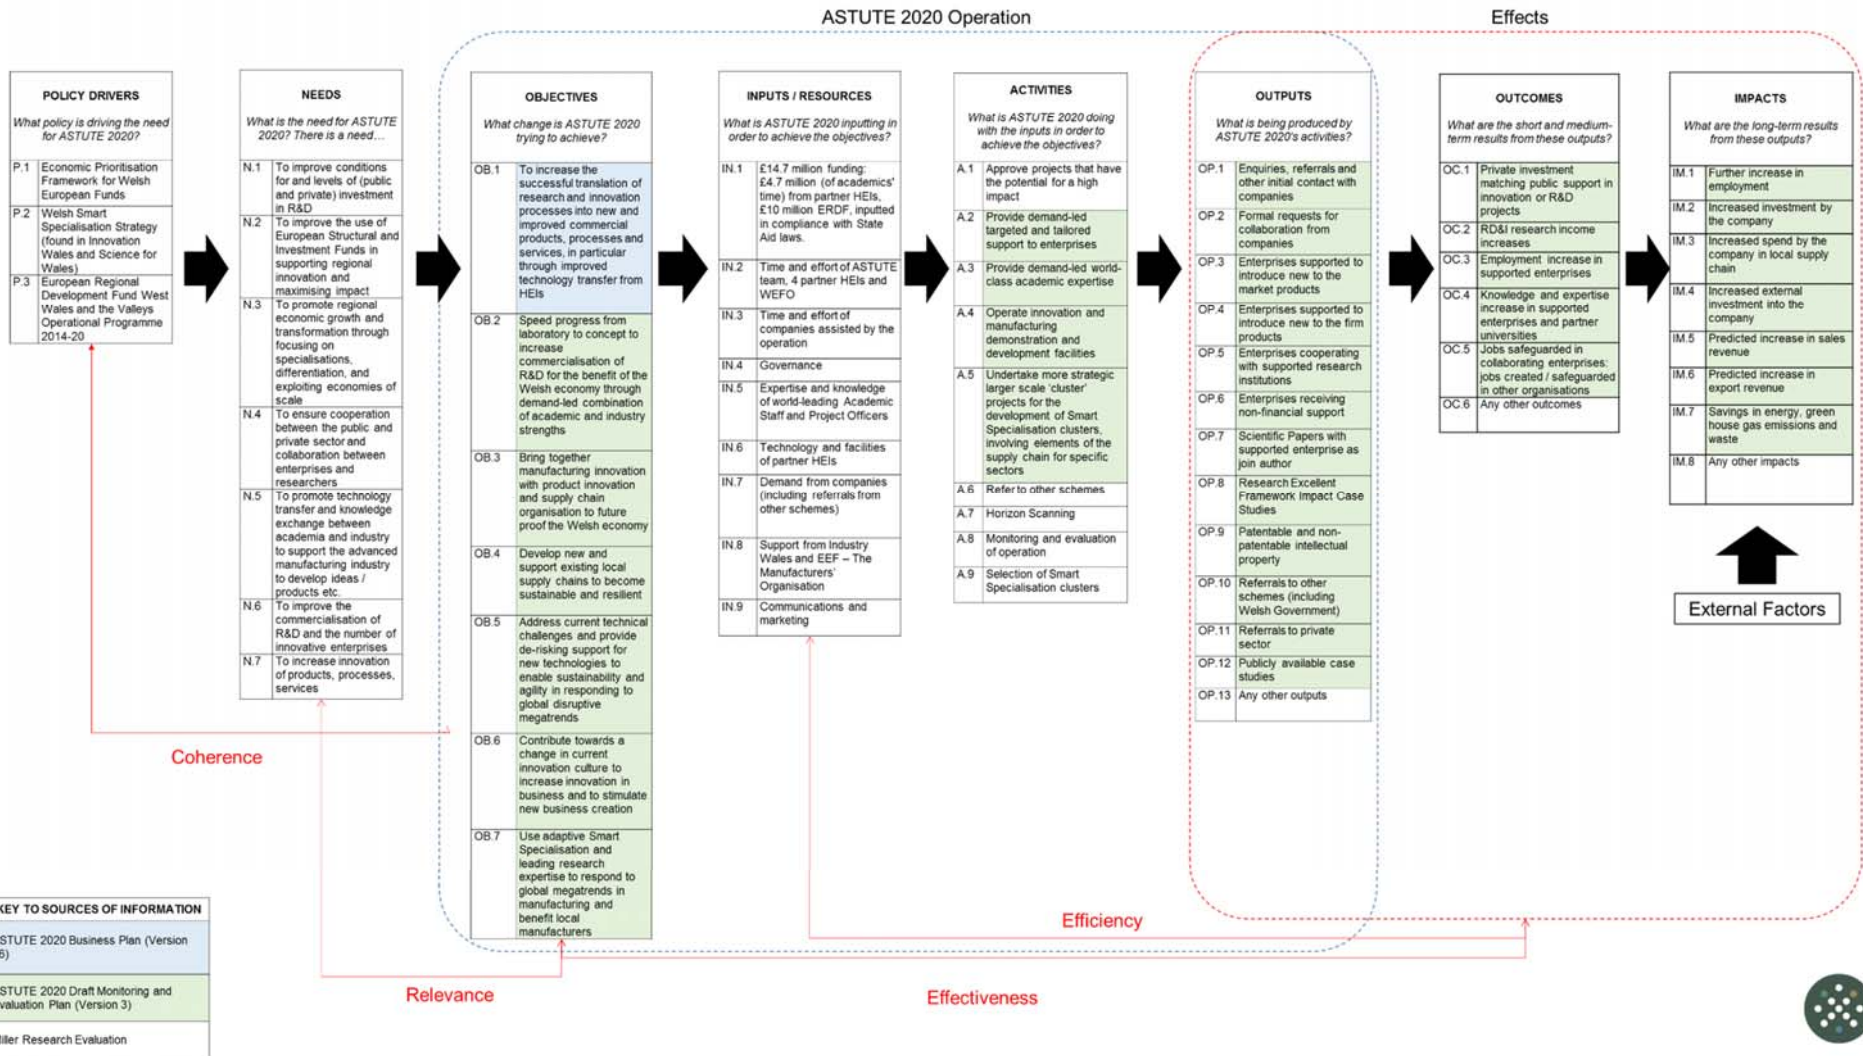 ASTUTE 2020 Operation
Effects
POLICY DRIVERS
What policy is driving the need
for ASTUTE 2020?
P.1 Economic Prioritisation
Framework for Welsh
European Funds
P.2 Welsh Smart
Specialisation Strategy
(found in Innovation
Wales and Science for
Wales)
P.3 European Regional
Development Fund West
Wales and the Valleys
Operational Programme
2014-20
NEEDS
What is the need for ASTUTE
2020? There is a need…
N.1 To improve conditions
for and levels of (public
and private) investment
in R&D
N.2 To improve the use of
European Structural and
Investment Funds in
supporting regional
innovation and
maximising impact
N.3 To promote regional
economic growth and
transformation through
focusing on
specialisations,
differentiation, and
exploiting economies of
scale
N.4 To ensure cooperation
between the public and
private sector and
collaboration between
enterprises and
researchers
N.5 To promote technology
transfer and knowledge
exchange between
academia and industry
to support the advanced
manufacturing industry
to develop ideas /
products etc.
N.6 To improve the
commercialisation of
R&D and the number of
innovative enterprises
N.7 To increase innovation
of products, processes,
services
OBJECTIVES
What change is ASTUTE 2020
trying to achieve?
OB.1 To increase the
successful translation of
research and innovation
processes into new and
improved commercial
products, processes and
services, in particular
through improved
technology transfer from
HEIs
OB.2 Speed progress from
laboratory to concept to
increase
commercialisation of
R&D for the benefit of the
Welsh economy through
demand-led combination
of academic and industry
strengths
OB.3 Bring together
manufacturing innovation
with product innovation
and supply chain
organisation to future
proof the Welsh economy
OB.4 Develop new and
support existing local
supply chains to become
sustainable and resilient
OB.5 Address current technical
challenges and provide
de-risking support for
new technologies to
enable sustainability and
agility in responding to
global disruptive
megatrends
OB.6 Contribute towards a
change in current
innovation culture to
increase innovation in
business and to stimulate
new business creation
OB.7 Use adaptive Smart
Specialisation and
leading research
expertise to respond to
global megatrends in
manufacturing and
benefit local
manufacturers
INPUTS / RESOURCES
What is ASTUTE 2020 inputting in
order to achieve the objectives?
IN.1 £14.7 million funding:
£4.7 million (of academics'
time) from partner HEIs,
£10 million ERDF, inputted
in compliance with State
Aid laws.
IN.2 Time and effort of ASTUTE
team, 4 partner HEIs and
WEFO
IN.3 Time and effort of
companies assisted by the
operation
IN.4 Governance
IN.5 Expertise and knowledge
of world-leading Academic
Staff and Project Officers
IN.6 Technology and facilities
of partner HEIs
IN.7 Demand from companies
(including referrals from
other schemes)
IN.8 Support from Industry
Wales and EEF – The
Manufacturers'
Organisation
IN.9 Communications and
marketing
ACTIVITIES
What is ASTUTE 2020 doing
with the inputs in order to
achieve the objectives?
A.1 Approve projects that have
the potential for a high
impact
A.2 Provide demand-led
targeted and tailored
support to enterprises
A.3 Provide demand-led world-
class academic expertise
A.4 Operate innovation and
manufacturing
demonstration and
development facilities
A.5 Undertake more strategic
larger scale 'cluster'
projects for the
development of Smart
Specialisation clusters,
involving elements of the
supply chain for specific
sectors
A.6 Refer to other schemes
A.7 Horizon Scanning
A.8 Monitoring and evaluation
of operation
A.9 Selection of Smart
Specialisation clusters
OUTPUTS
What is being produced by
ASTUTE 2020's activities?
OP.1 Enquiries, referrals and
other initial contact with
companies
OP.2 Formal requests for
collaboration from
companies
OP.3 Enterprises supported to
introduce new to the
market products
OP.4 Enterprises supported to
introduce new to the firm
products
OP.5 Enterprises cooperating
with supported research
institutions
OP.6 Enterprises receiving
non-financial support
OP.7 Scientific Papers with
supported enterprise as
join author
OP.8 Research Excellent
Framework Impact Case
Studies
OP.9 Patentable and non-
patentable intellectual
property
OP.10 Referrals to other
schemes (including
Welsh Government)
OP.11 Referrals to private
sector
OP.12 Publicly available case
studies
OP.13 Any other outputs
OUTCOMES
What are the short and medium-
term results from these outputs?
OC.1 Private investment
matching public support in
innovation or R&D
projects
OC.2 RD&I research income
increases
OC.3 Employment increase in
supported enterprises
OC.4 Knowledge and expertise
increase in supported
enterprises and partner
universities
OC.5 Jobs safeguarded in
collaborating enterprises:
jobs created / safeguarded
in other organisations
OC.6 Any other outcomes
IMPACTS
What are the long-term results
from these outputs?
IM.1 Further increase in
employment
IM.2 Increased investment by
the company
IM.3 Increased spend by the
company in local supply
chain
IM.4 Increased external
investment into the
company
IM.5 Predicted increase in sales
revenue
IM.6 Predicted increase in
export revenue
IM.7 Savings in energy, green
house gas emissions and
waste
IM.8 Any other impacts
External Factors
Coherence
Relevance
Efficiency
Effectiveness
KEY TO SOURCES OF INFORMATION
STUTE 2020 Business Plan (Version
6)
STUTE 2020 Draft Monitoring and
valuation Plan (Version 3)
iller Research Evaluation